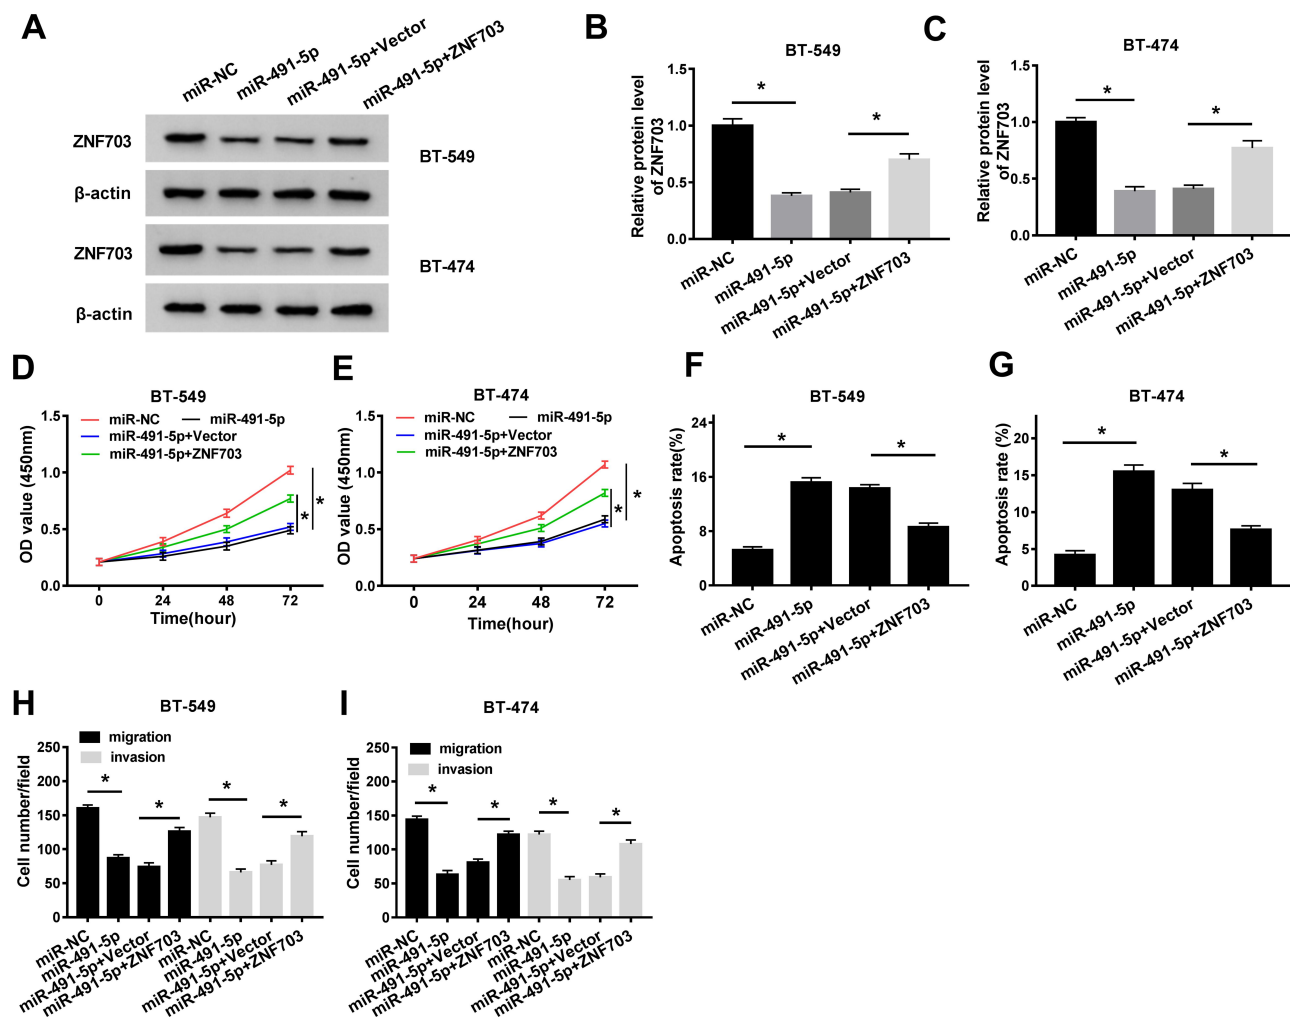 A
miR-NC
miR-491-5p
miR-491-5p+Vector
miR-491-5p+ZNF703
ZNF703
BT-549
β-actin
ZNF703
BT-474
β-actin
B
BT-549
Relative protein level
of ZNF703
1.5
1.0
0.5
0.0
*
*
miR-NC
miR-491-5p
miR-491-5p+Vector
miR-491-5p+ZNF703
C
BT-474
Relative protein level
of ZNF703
1.5
1.0
0.5
0.0
*
*
miR-NC
miR-491-5p
miR-491-5p+Vector
miR-491-5p+ZNF703
D
BT-549
miR-NC miR-491-5p
miR-491-5p+Vector
miR-491-5p+ZNF703
OD value (450nm)
1.5
1.0
0.5
0.0
*
*
0 24 48 72
Time(hour)
E
BT-474
miR-NC miR-491-5p
miR-491-5p+Vector
miR-491-5p+ZNF703
OD value (450nm)
1.5
1.0
0.5
0.0
*
*
0 24 48 72
Time(hour)
F
BT-549
Apoptosis rate(%)
24
16
8
0
*
*
miR-NC
miR-491-5p
miR-491-5p+Vector
miR-491-5p+ZNF703
G
BT-474
Apoptosis rate (%)
20
15
10
5
0
*
*
miR-NC
miR-491-5p
miR-491-5p+Vector
miR-491-5p+ZNF703
H
BT-549
migration
invasion
Cell number/field
250
200
150
100
50
0
*
*
*
*
miR-NC
miR-491-5p
miR-491-5p+Vector
miR-491-5p+ZNF703
miR-NC
miR-491-5p
miR-491-5p+Vector
miR-491-5p+ZNF703
I
BT-474
migration
invasion
Cell number/field
250
200
150
100
50
0
*
*
*
*
miR-NC
miR-491-5p
miR-491-5p+Vector
miR-491-5p+ZNF703
miR-NC
miR-491-5p
miR-491-5p+Vector
miR-491-5p+ZNF703